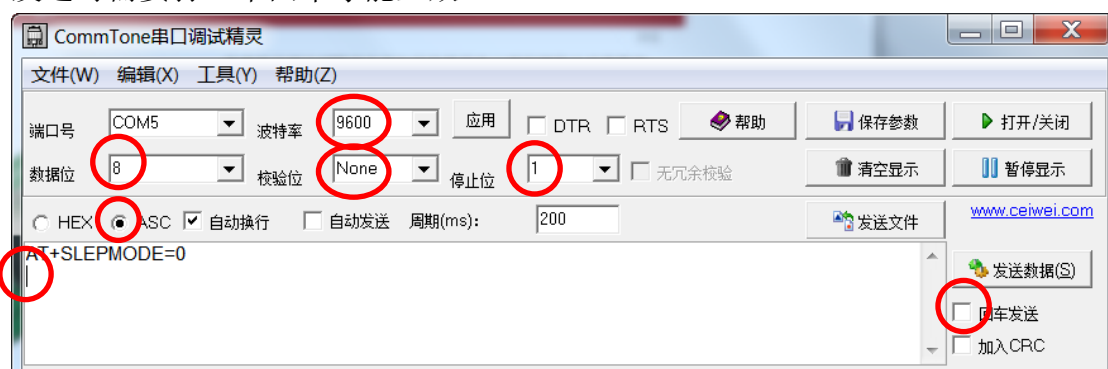 CommTone串口调试精灵
文件(W) 编辑(X) 工具(Y) 帮助(Z)
端口号 COM5 波特率 9600 应用 DTR RTS 帮助 保存参数 打开/关闭
数据位 8 校验位 None 停止位 1 无冗余校验 清空显示 暂停显示
HEX ASC 自动换行 自动发送 周期(ms): 200 发送文件 www.ceiwei.com
AT+SLEPMODE=0
发送数据(S)
回车发送
加入CRC